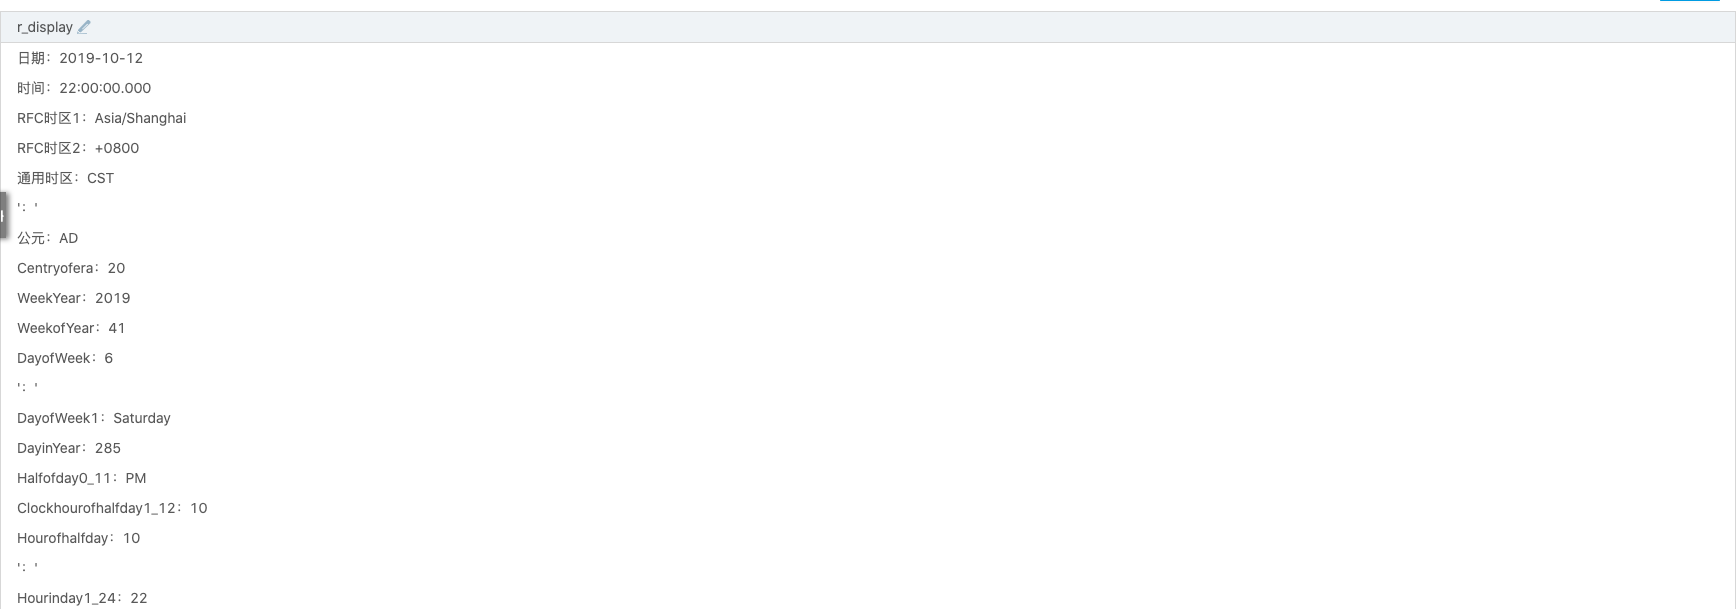 r_display
日期：2019-10-12
时间：22:00:00.000
RFC时区1：Asia/Shanghai
RFC时区2：+0800
通用时区：CST
'：'
公元：AD
Centryofera：20
WeekYear：2019
WeekofYear：41
DayofWeek：6
'：'
DayofWeek1：Saturday
DayinYear：285
Halfofday0_11：PM
Clockhourofhalfday1_12：10
Hourofhalfday：10
'：'
Hourinday1_24：22